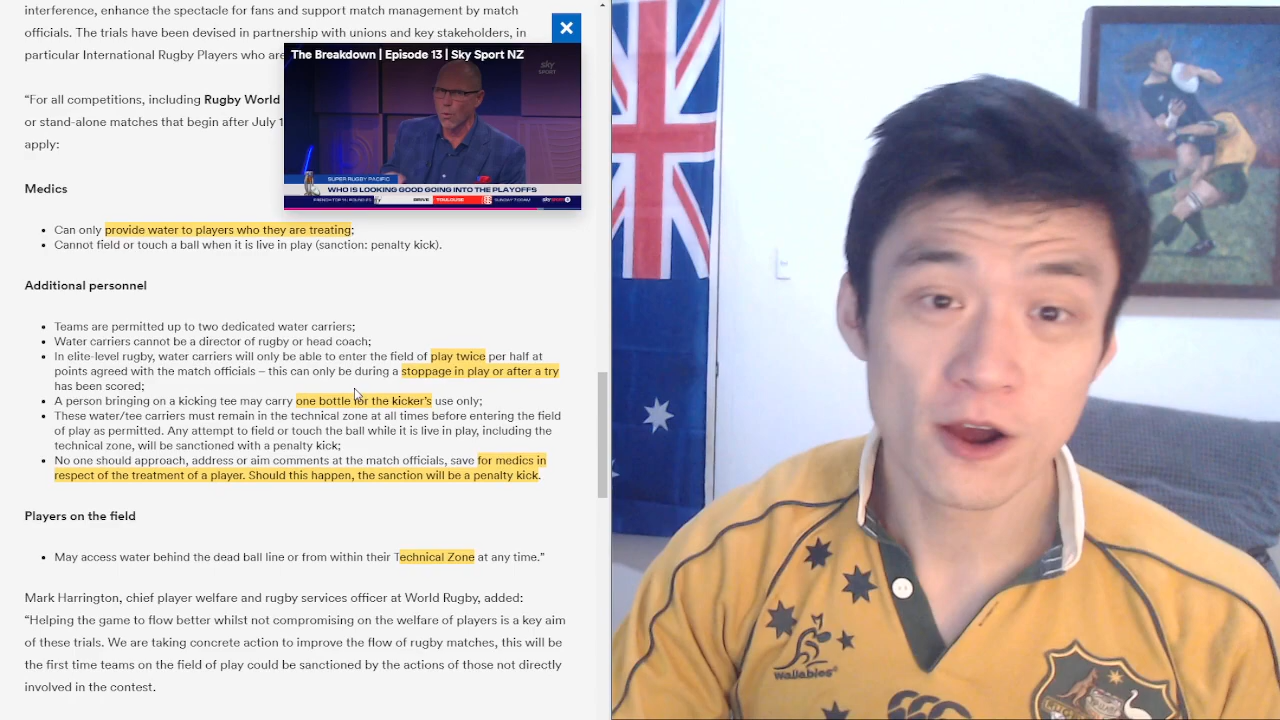 interference, enhance the spectacle for fans and support match management by match
officials. The trials have been devised in partnership with unions and key stakeholders, in
particular International Rugby Players who are
The Breakdown | Episode 13 | Sky Sport NZ
sky
SPORT
“For all competitions, including Rugby World
or stand-alone matches that begin after July 1
apply:
SUPER RUGBY PACIFIC
WHO IS LOOKING GOOD GOING INTO THE PLAYOFFS
BRIVE
TOULOUSE
SUNDAY 7.10AM
sky sport
Medics
• Can only provide water to players who they are treating;
• Cannot field or touch a ball when it is live in play (sanction: penalty kick).
Additional personnel
• Teams are permitted up to two dedicated water carriers;
• Water carriers cannot be a director of rugby or head coach;
• In elite-level rugby, water carriers will only be able to enter the field of play twice per half at
points agreed with the match officials – this can only be during a stoppage in play or after a try
has been scored;
• A person bringing on a kicking tee may carry one bottle for the kicker’s use only;
• These water/tee carriers must remain in the technical zone at all times before entering the field
of play as permitted. Any attempt to field or touch the ball while it is live in play, including the
technical zone, will be sanctioned with a penalty kick;
• No one should approach, address or aim comments at the match officials, save for medics in
respect of the treatment of a player. Should this happen, the sanction will be a penalty kick.
Players on the field
• May access water behind the dead ball line or from within their Technical Zone at any time.”
Mark Harrington, chief player welfare and rugby services officer at World Rugby, added:
“Helping the game to flow better whilst not compromising on the welfare of players is a key aim
of these trials. We are taking concrete action to improve the flow of rugby matches, this will be
the first time teams on the field of play could be sanctioned by the actions of those not directly
involved in the contest.
wallabies